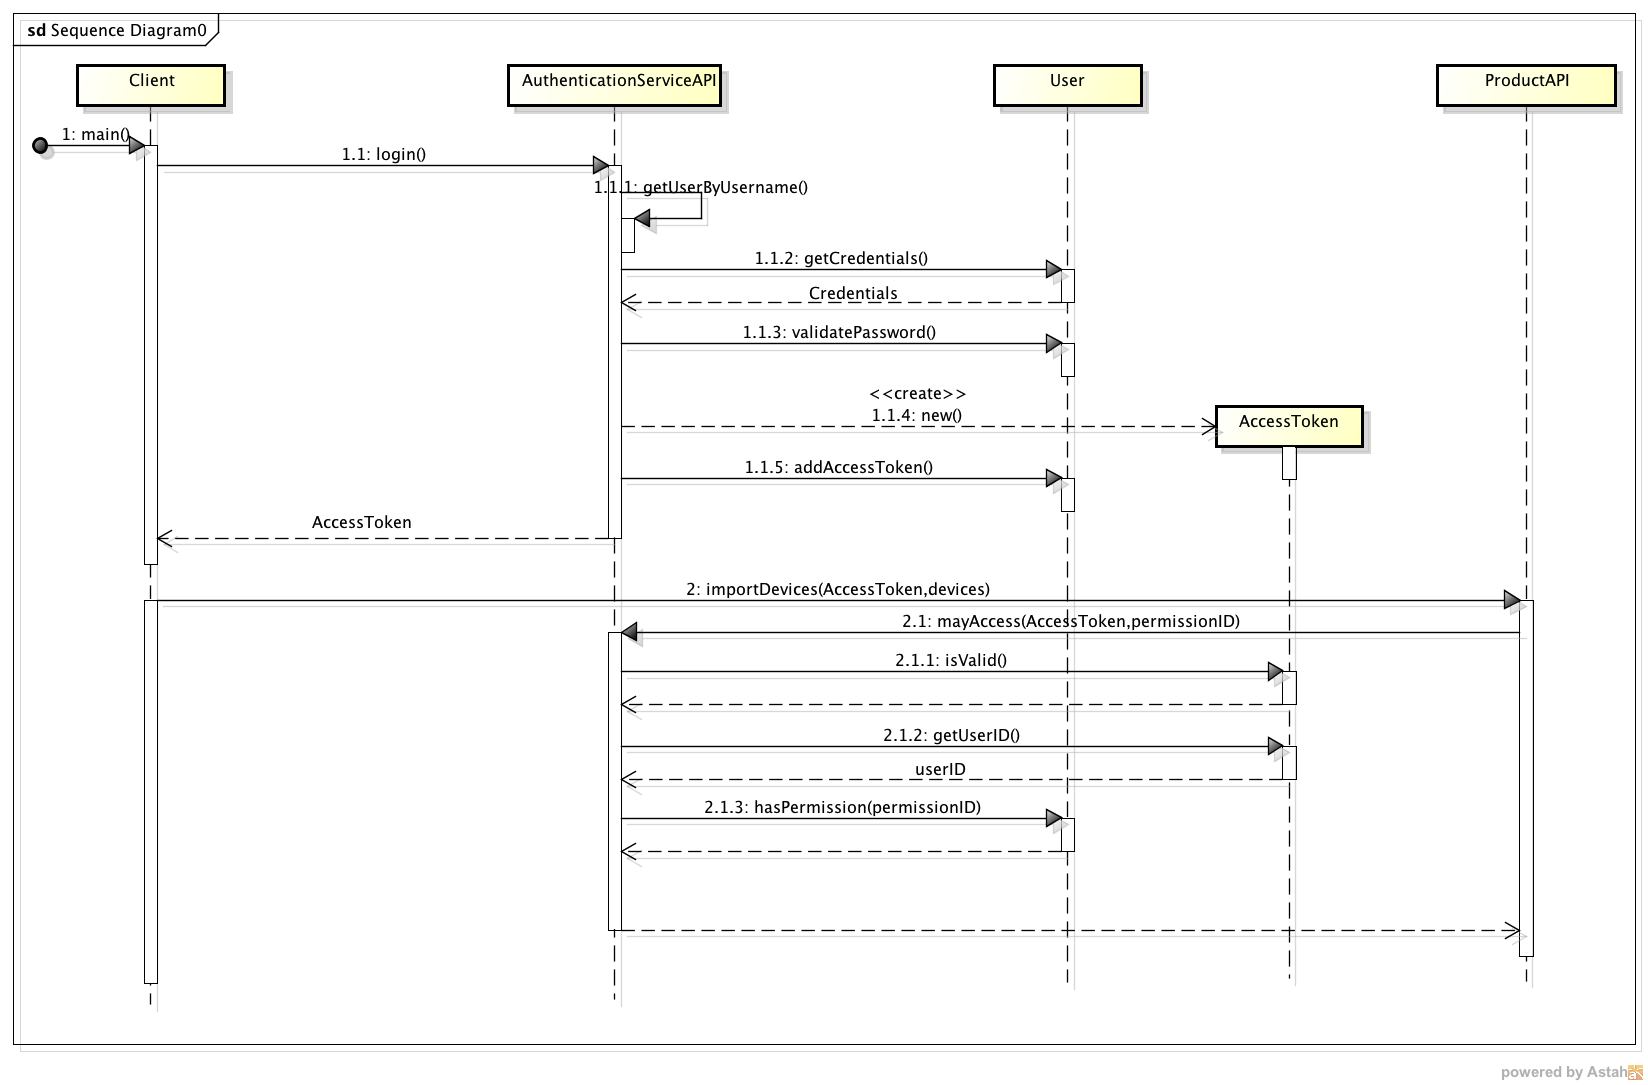 sd Sequence Diagram0
Client
AuthenticationServiceAPI
User
ProductAPI
1: main()
1.1: login()
1.1.1: getUserByUsername()
1.1.2: getCredentials()
Credentials
1.1.3: validatePassword()
<<create>>
1.1.4: new()
AccessToken
1.1.5: addAccessToken()
AccessToken
2: importDevices(AccessToken,devices)
2.1: mayAccess(AccessToken,permissionID)
2.1.1: isValid()
2.1.2: getUserID()
userID
2.1.3: hasPermission(permissionID)
powered by Astah